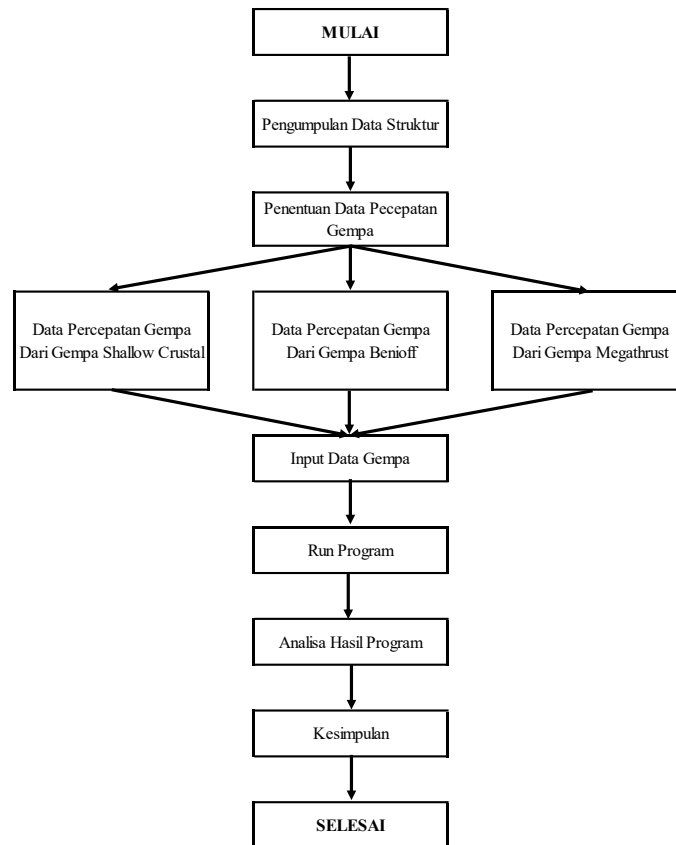 MULAI
Pengumpulan Data Struktur
Penentuan Data Pecepatan
Gempa
Data Percepatan Gempa
Dari Gempa Shallow Crustal
Data Percepatan Gempa
Dari Gempa Benioff
Data Percepatan Gempa
Dari Gempa Megathrust
Input Data Gempa
Run Program
Analisa Hasil Program
Kesimpulan
SELESAI